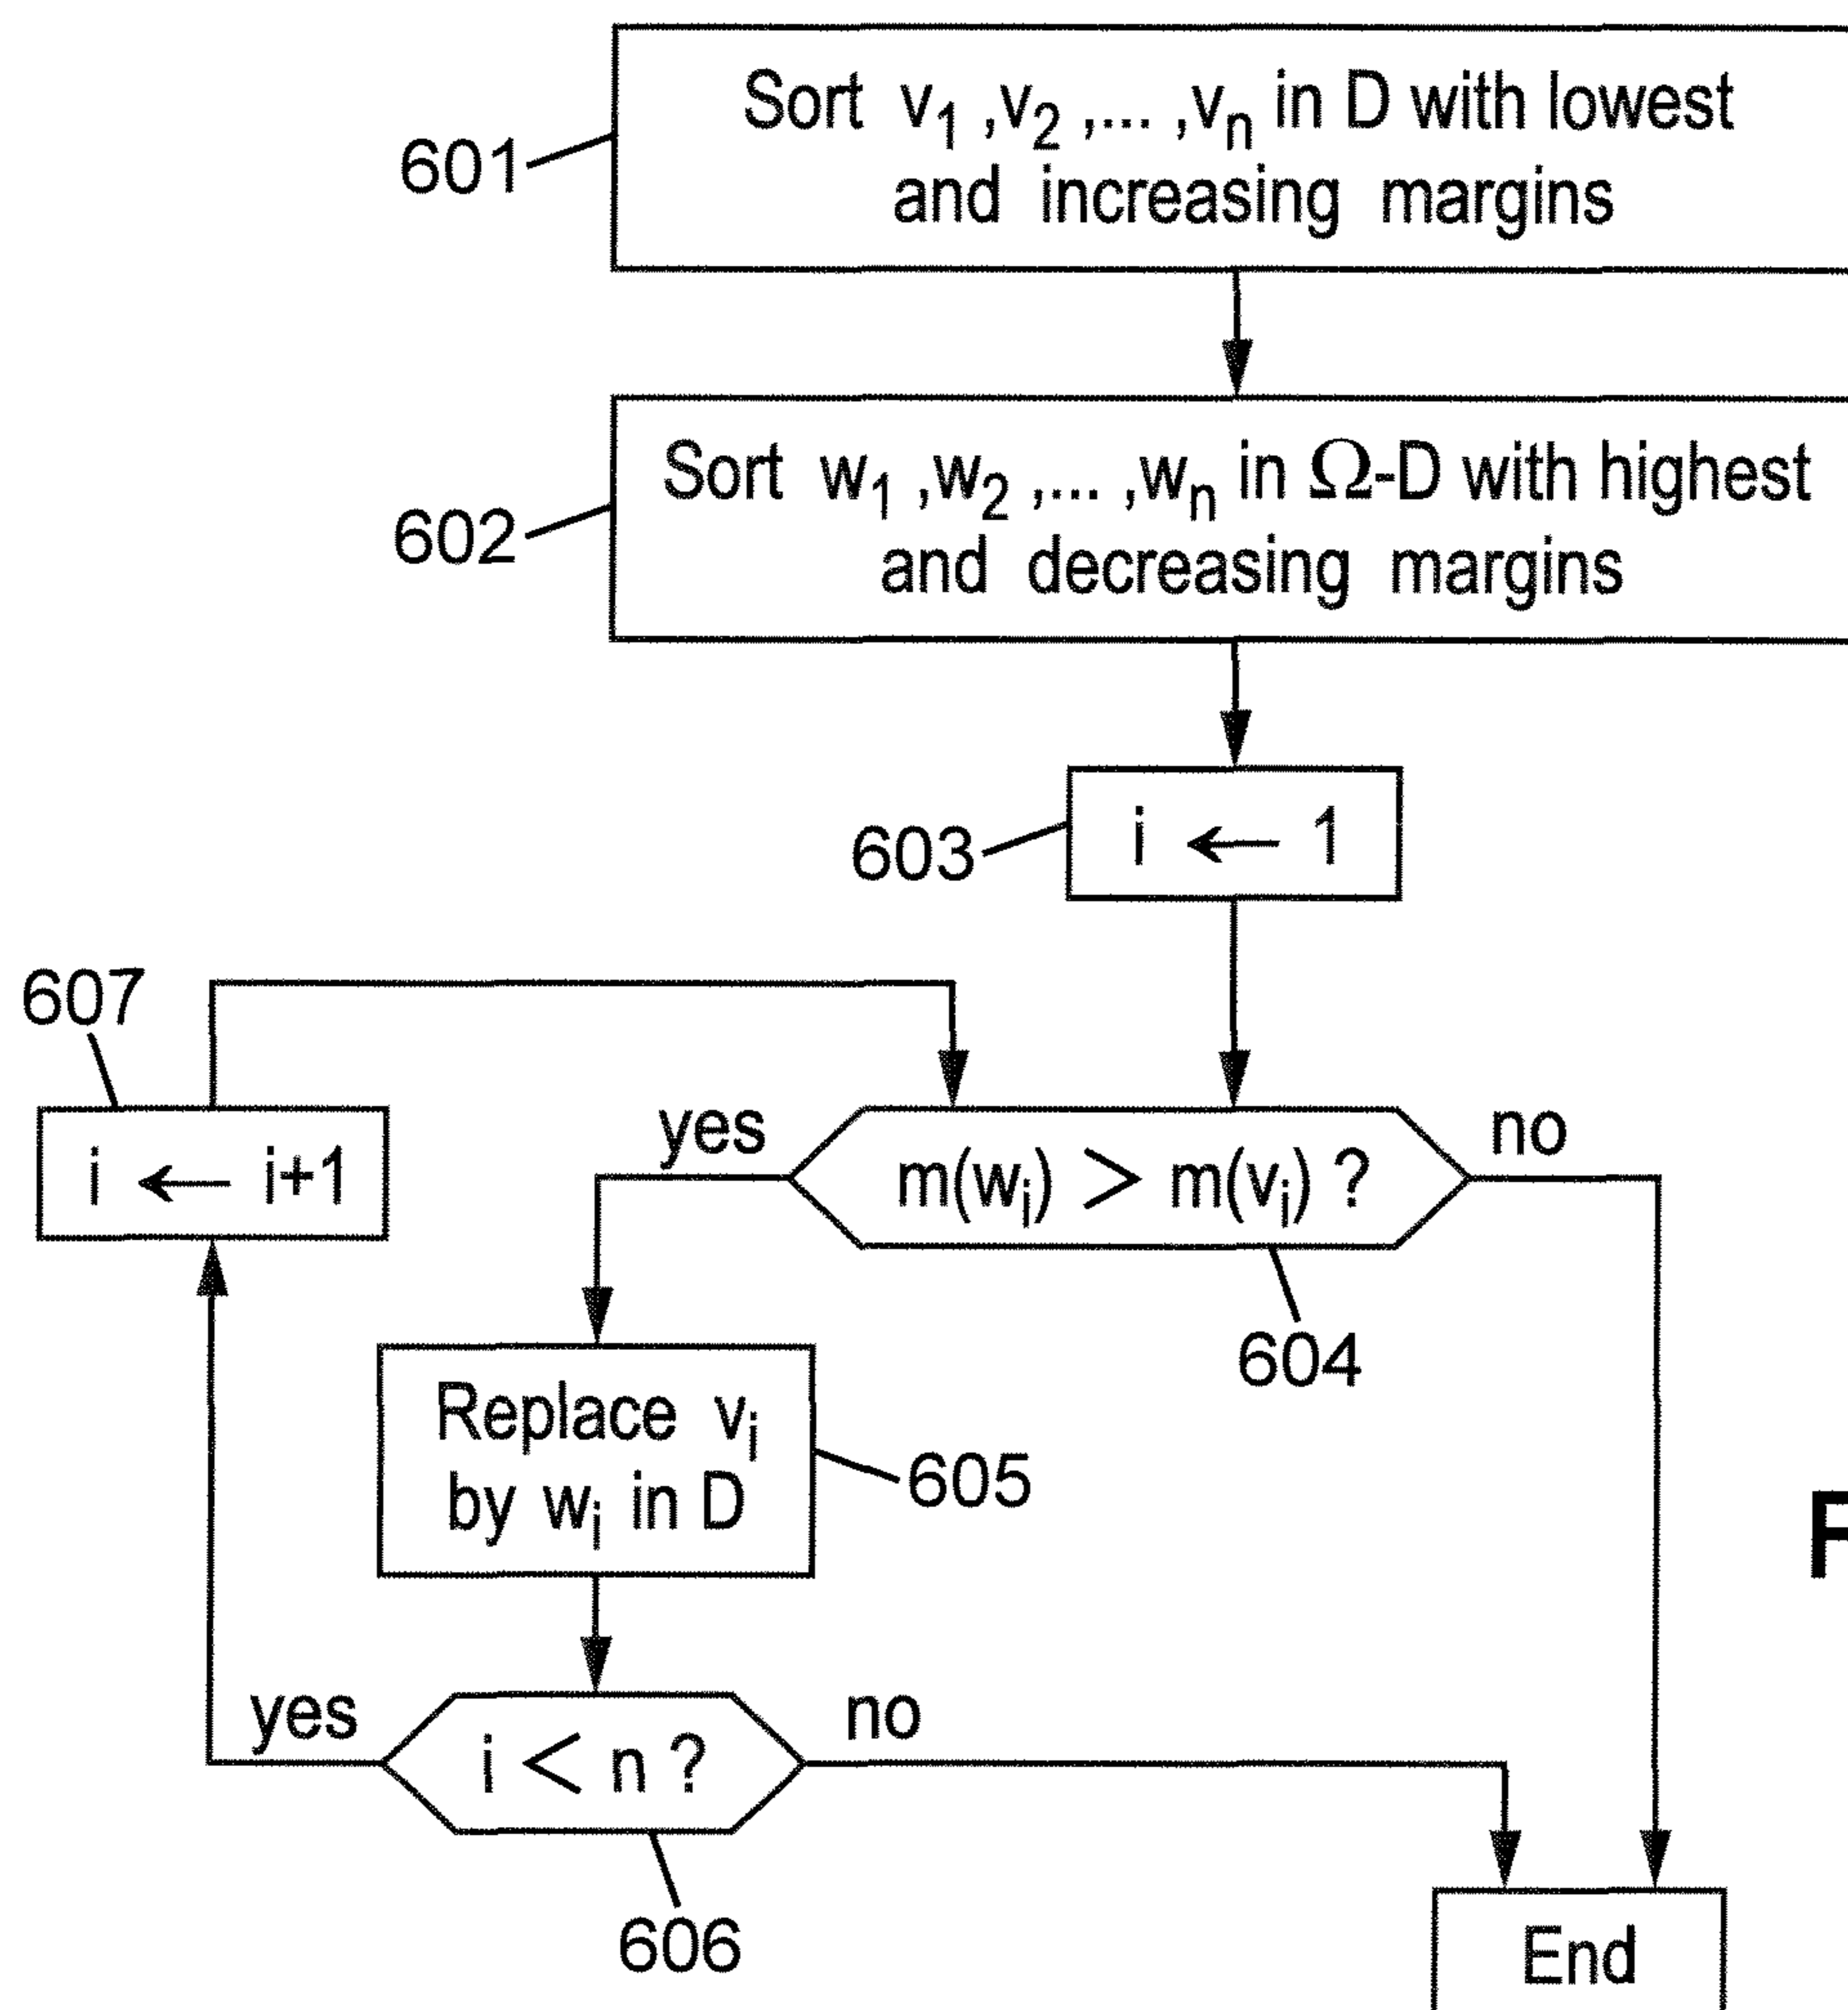 Sort v1 ,v2 ,... ,vn in D with lowest
and increasing margins
601
Sort w1 ,w2 ,... ,wn in Ω-D with highest
and decreasing margins
602
i ← 1
603
607
i ← i+1
yes
m(wi) > m(vi) ?
no
604
Replace vi
by wi in D
605
yes
i < n ?
no
606
End